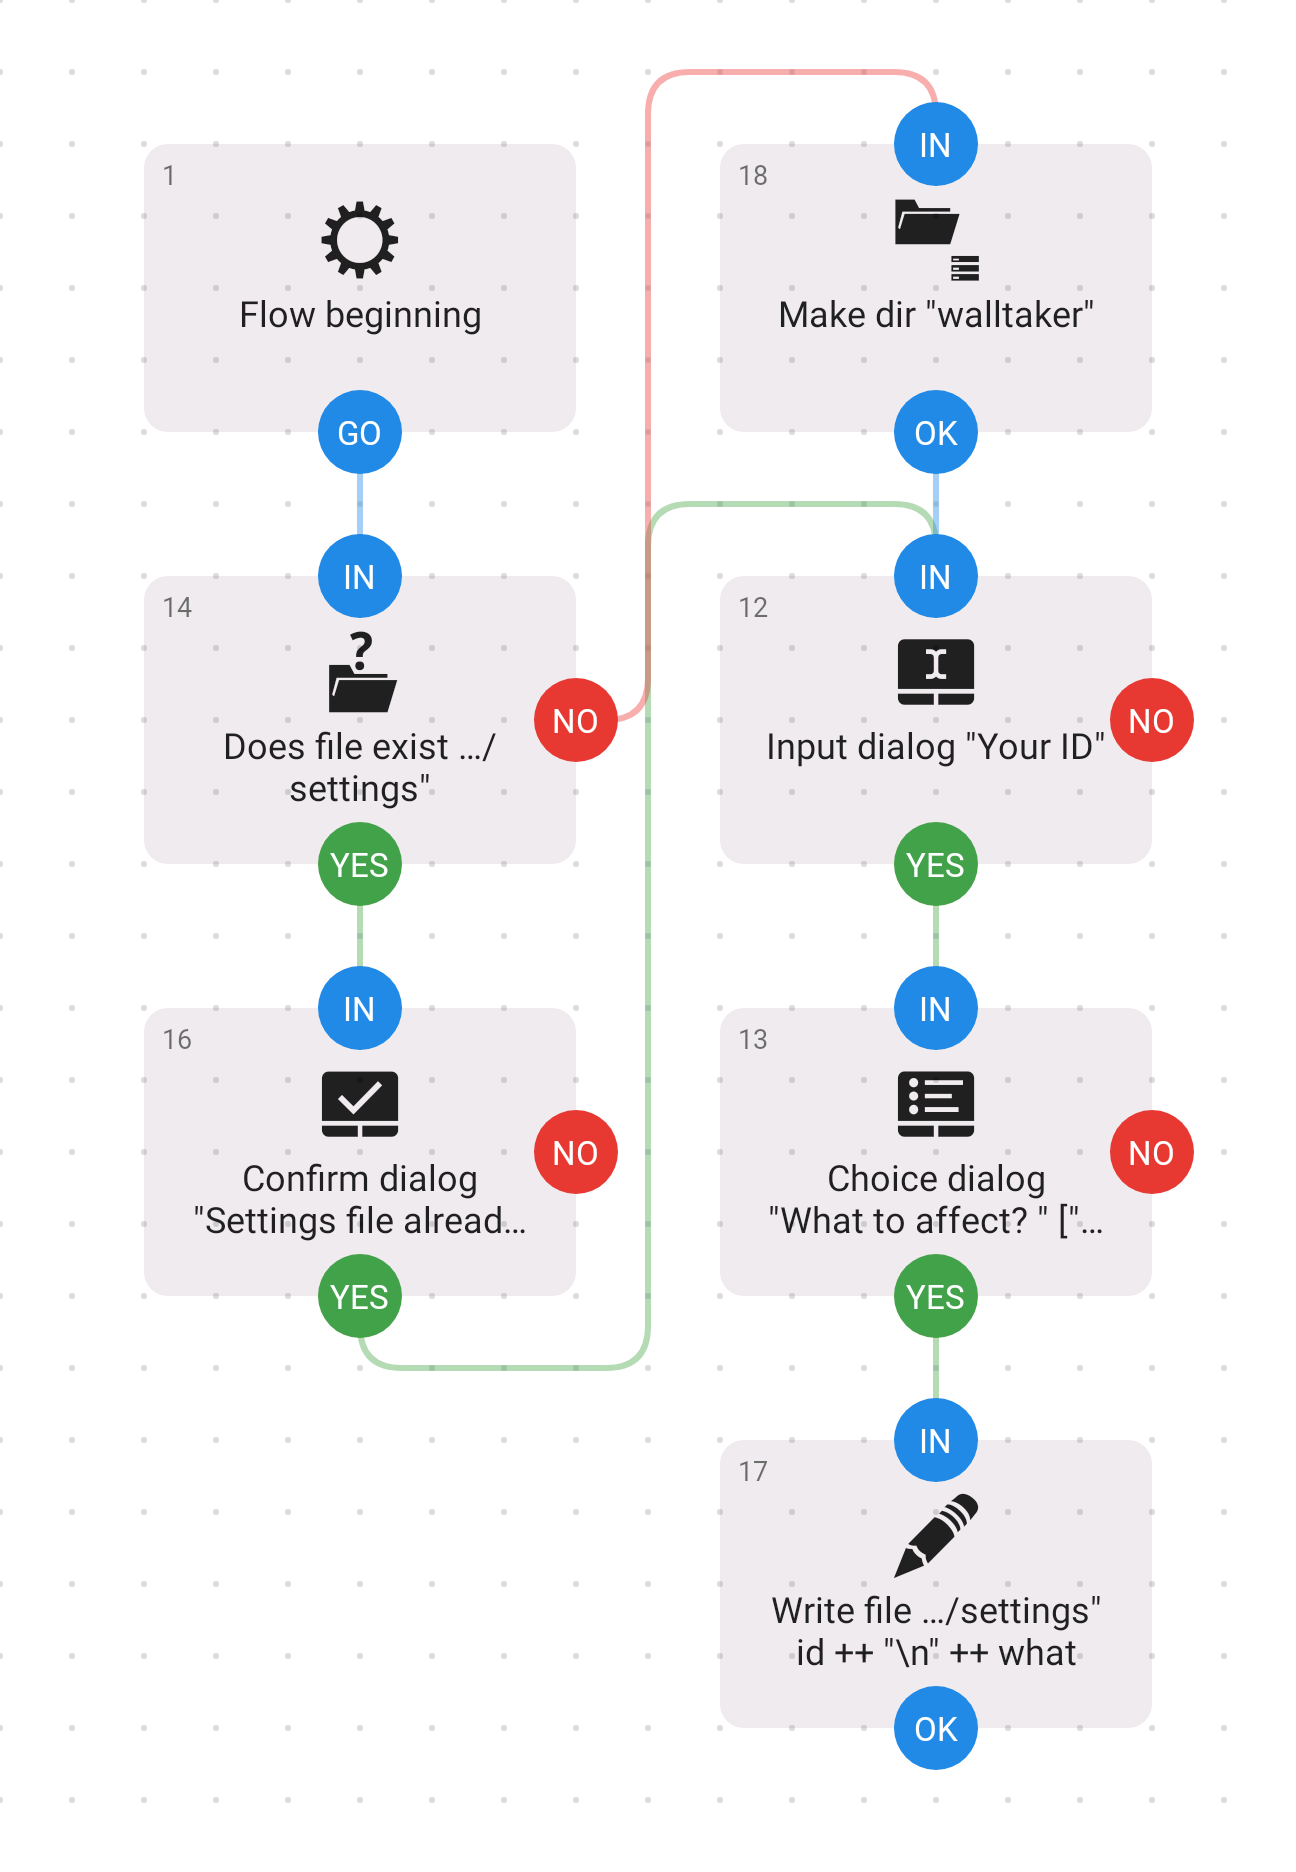 1
Flow beginning
GO
IN
14
?
Does file exist .../
settings"
NO
YES
IN
16
Confirm dialog
"Settings file alread...
NO
YES
IN
18
Make dir "walltaker"
OK
IN
12
Input dialog "Your ID"
NO
YES
IN
13
Choice dialog
"What to affect? " ["...
NO
YES
IN
17
Write file .../settings"
id ++ "\n" ++ what
OK